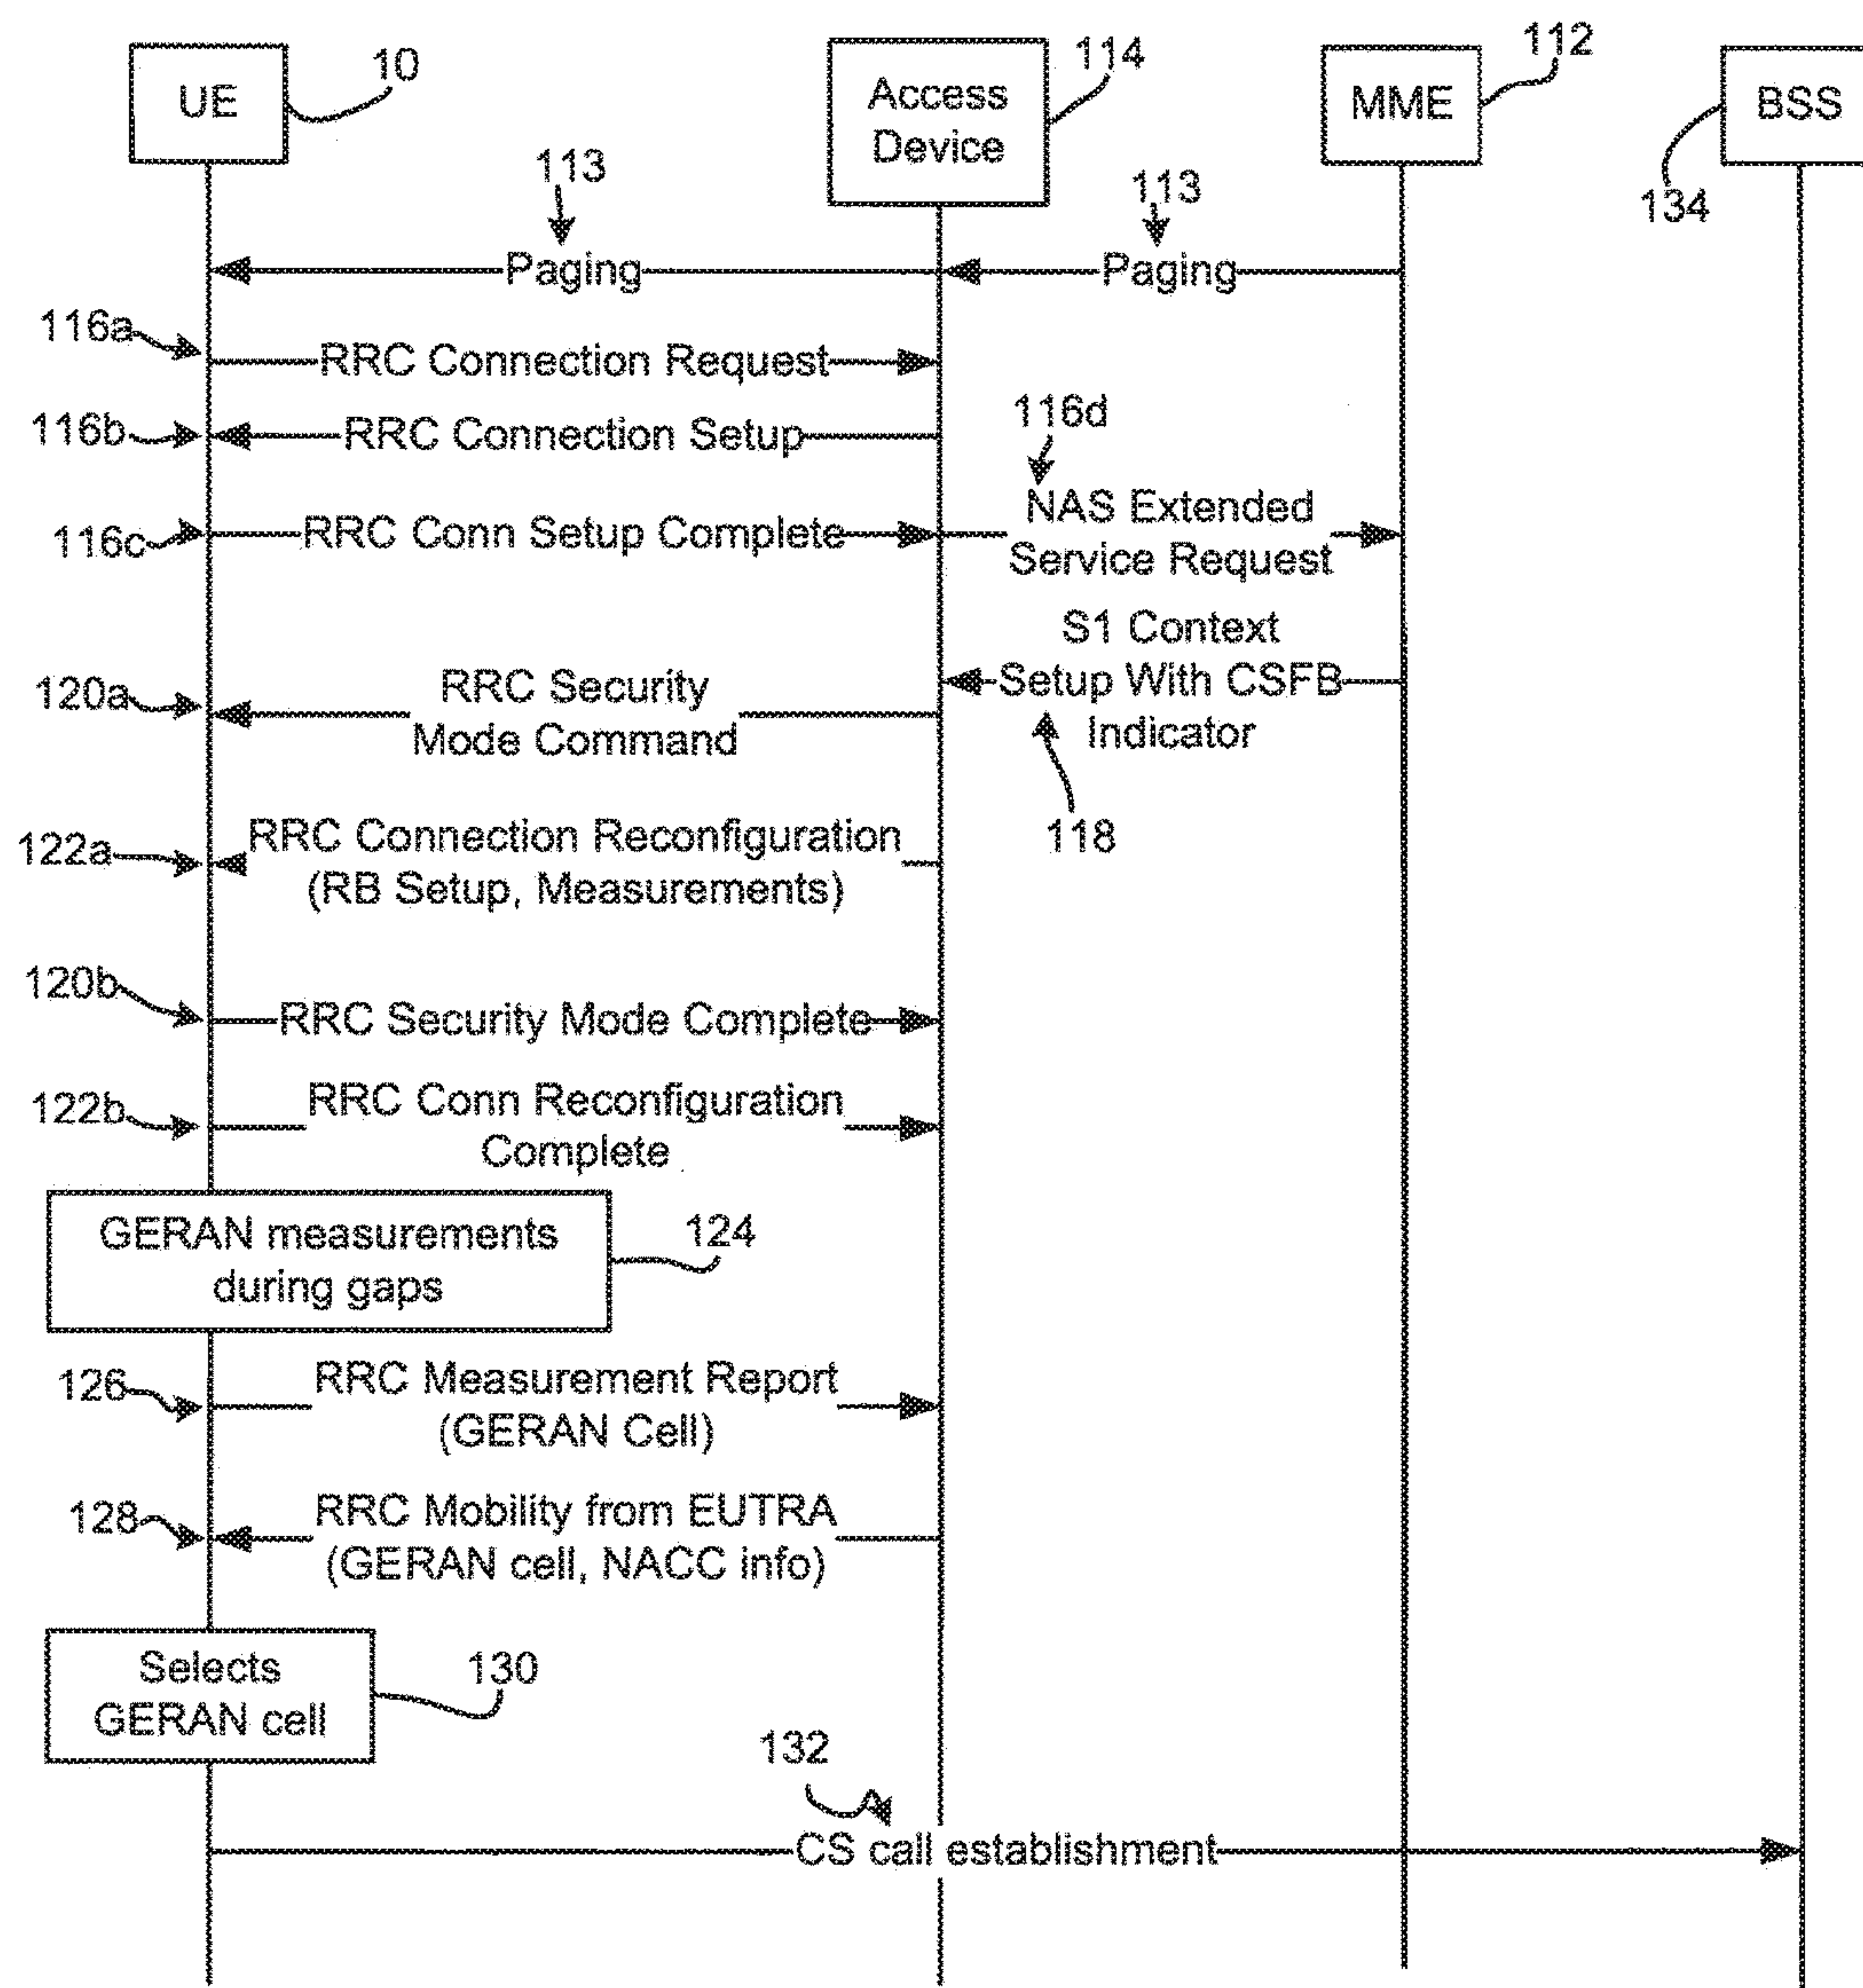 UE
10
Access
Device
114
MME
112
BSS
134
113
113
Paging
Paging
116a
RRC Connection Request
116b
RRC Connection Setup
116d
116c
RRC Conn Setup Complete
NAS Extended
Service Request
S1 Context
Setup With CSFB
Indicator
118
120a
RRC Security
Mode Command
122a
RRC Connection Reconfiguration
(RB Setup, Measurements)
120b
RRC Security Mode Complete
122b
RRC Conn Reconfiguration
Complete
GERAN measurements
during gaps
124
126
RRC Measurement Report
(GERAN Cell)
128
RRC Mobility from EUTRA
(GERAN cell, NACC info)
Selects
GERAN cell
130
132
CS call establishment